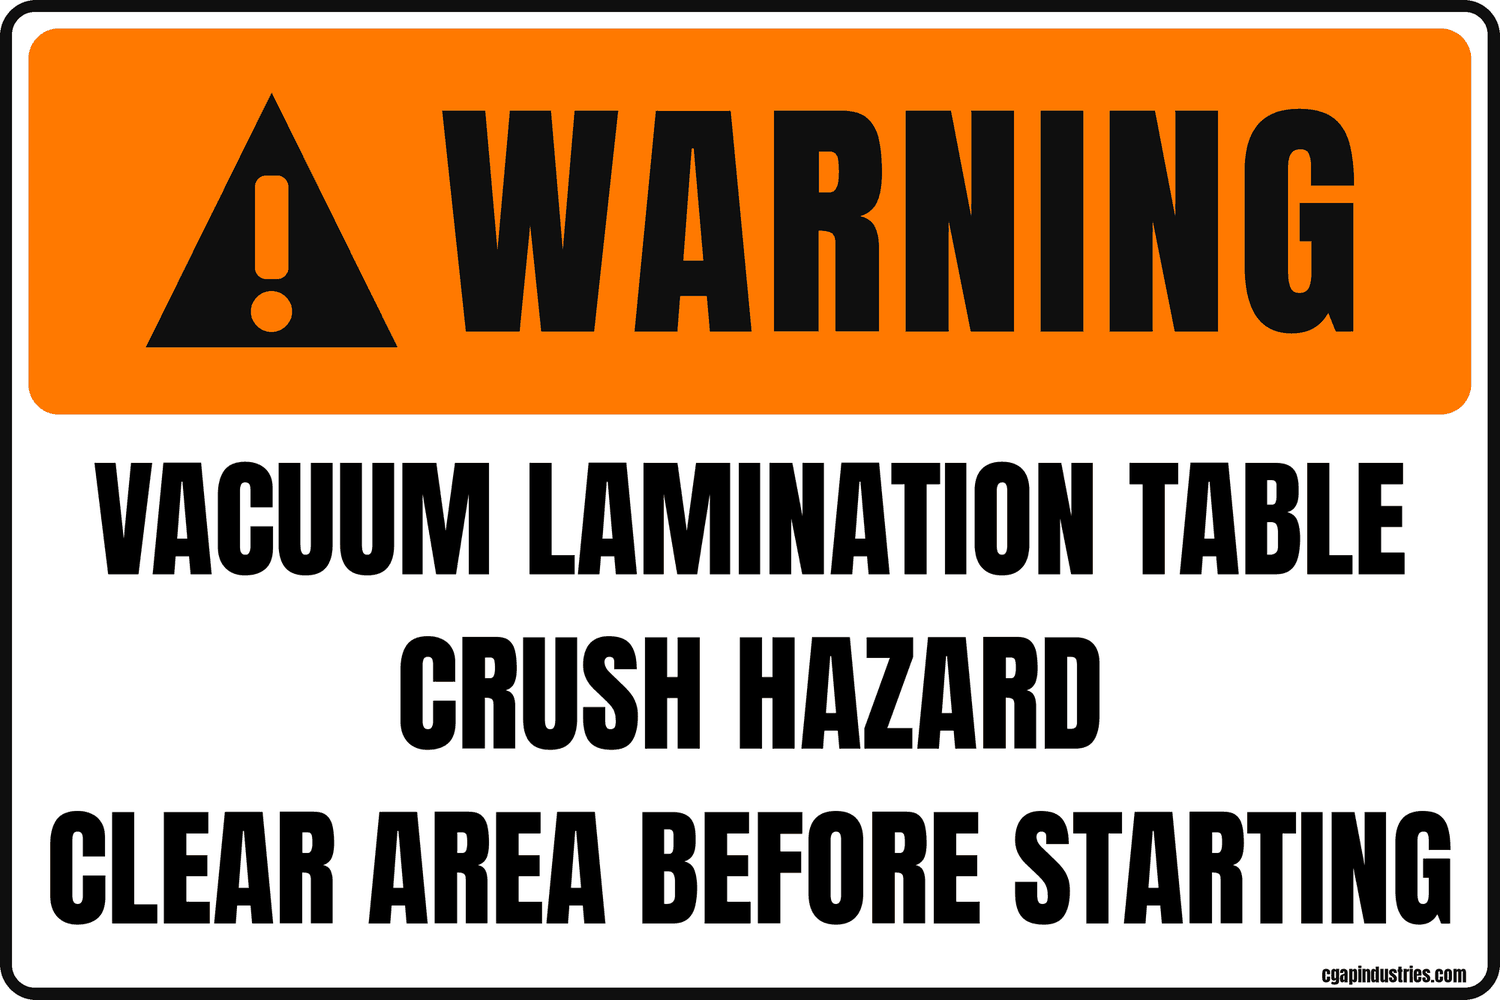 WARNING
VACUUM LAMINATION TABLE
CRUSH HAZARD
CLEAR AREA BEFORE STARTING
cgapindustries.com